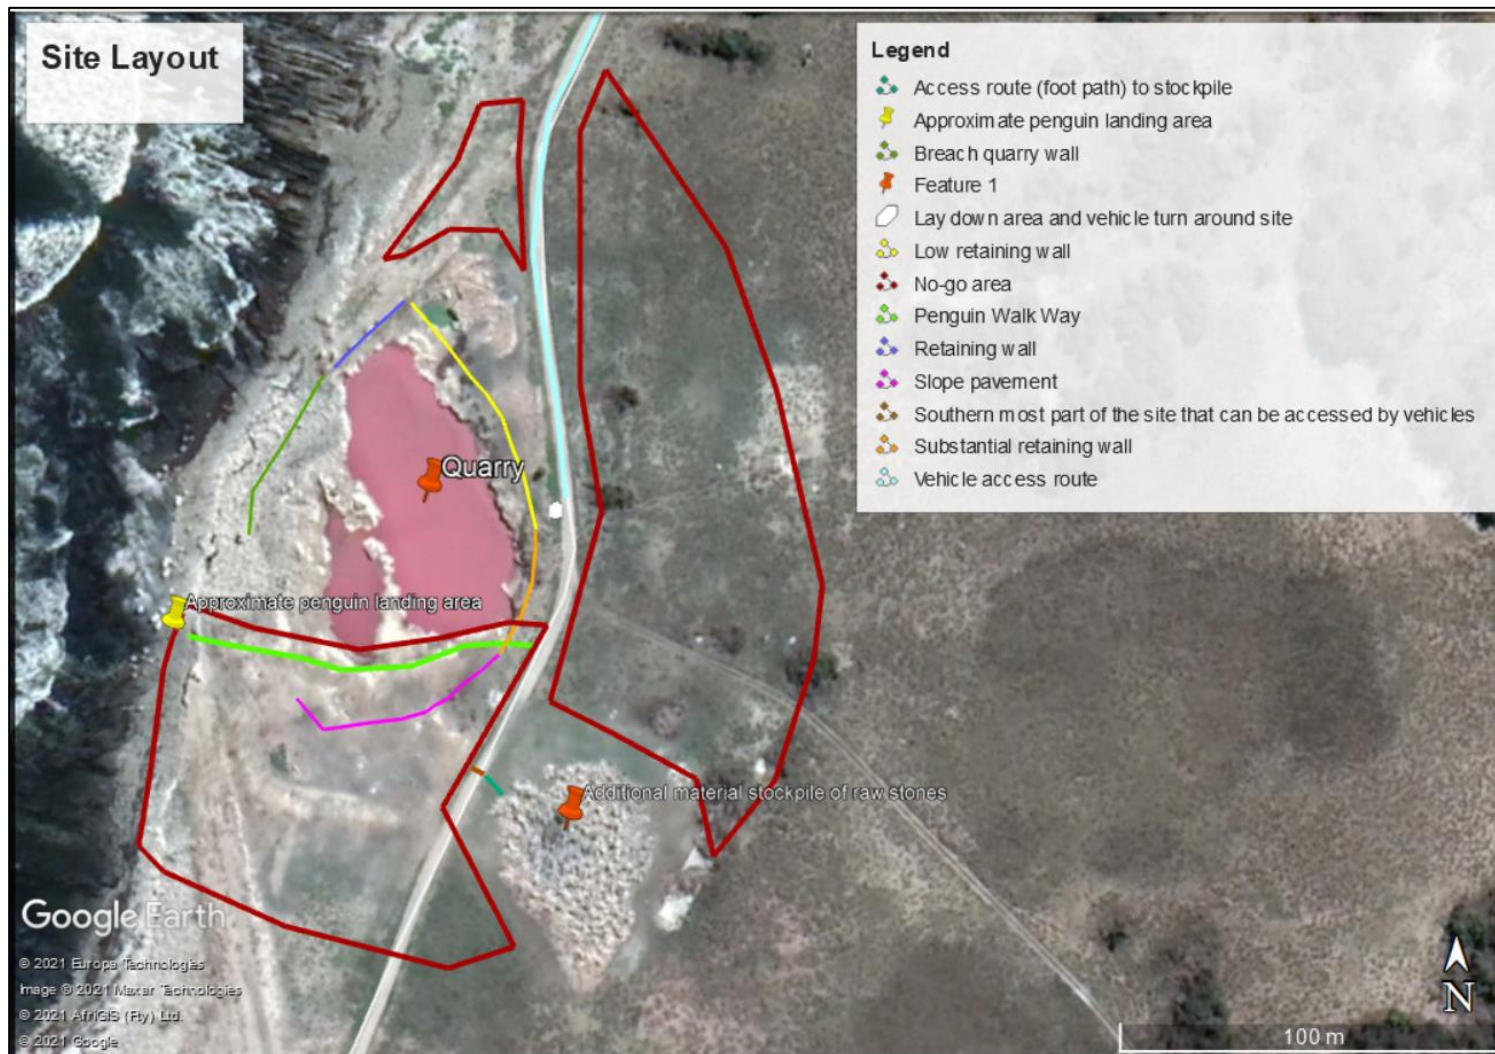 Site Layout
Legend
Access route (foot path) to stockpile
Approximate penguin landing area
Breach quarry wall
Feature 1
Lay down area and vehicle turn around site
Low retaining wall
No-go area
Penguin Walk Way
Retaining wall
Slope pavement
Southern most part of the site that can be accessed by vehicles
Substantial retaining wall
Vehicle access route
Quarry
Approximate penguin landing area
Additional material stockpile of raw stones
Google Earth
© 2021 Europa Technologies
Image © 2021 Maxar Technologies
© 2021 AfriGIS (Pty) Ltd.
© 2021 Google
N
100 m